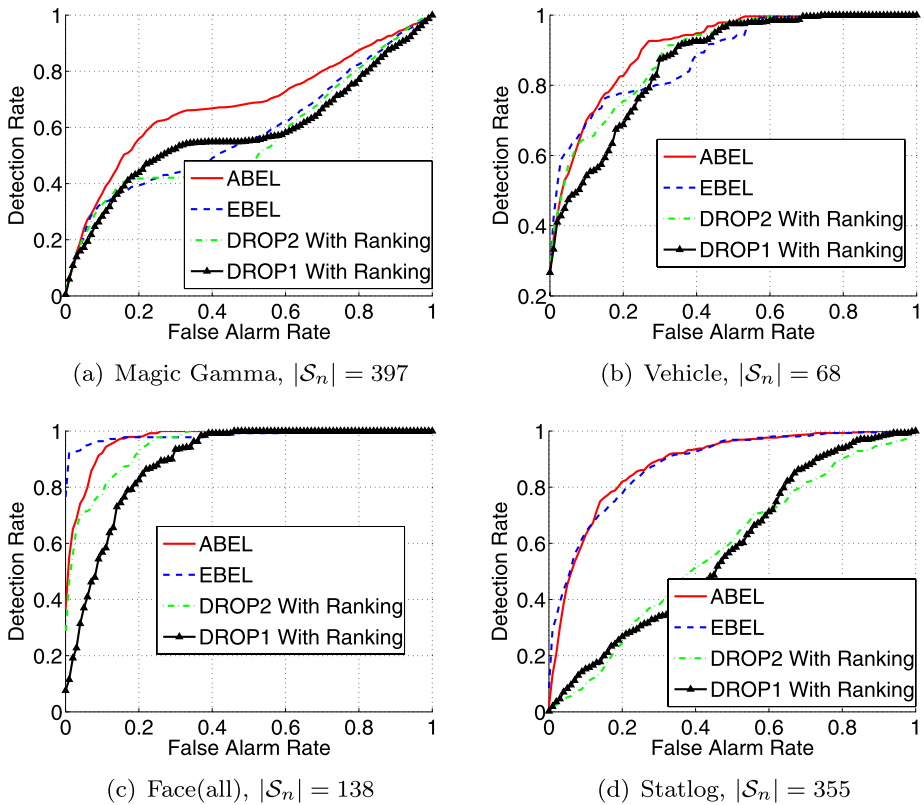 Detection Rate
1
0.8
0.6
0.4
0.2
0
0 0.2 0.4 0.6 0.8 1
False Alarm Rate
ABEL
EBEL
DROP2 With Ranking
DROP1 With Ranking
(a) Magic Gamma, |𝒮ₙ| = 397
Detection Rate
1
0.8
0.6
0.4
0.2
0 0.2 0.4 0.6 0.8 1
False Alarm Rate
ABEL
EBEL
DROP2 With Ranking
DROP1 With Ranking
(b) Vehicle, |𝒮ₙ| = 68
Detection Rate
1
0.8
0.6
0.4
0.2
0
0 0.2 0.4 0.6 0.8 1
False Alarm Rate
ABEL
EBEL
DROP2 With Ranking
DROP1 With Ranking
(c) Face(all), |𝒮ₙ| = 138
Detection Rate
1
0.8
0.6
0.4
0.2
0
0 0.2 0.4 0.6 0.8 1
False Alarm Rate
ABEL
EBEL
DROP2 With Ranking
DROP1 With Ranking
(d) Statlog, |𝒮ₙ| = 355